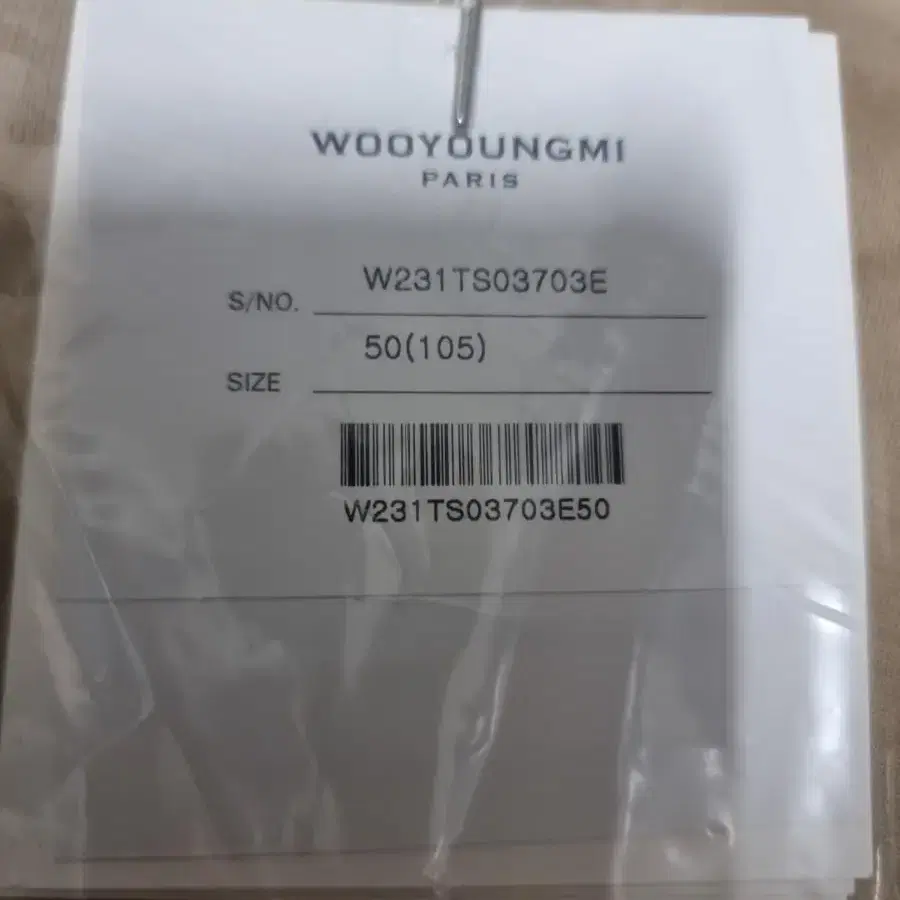 WOOYOUNGMI
PARIS
S/NO. W231TS03703E
SIZE 50(105)
W231TS03703E50